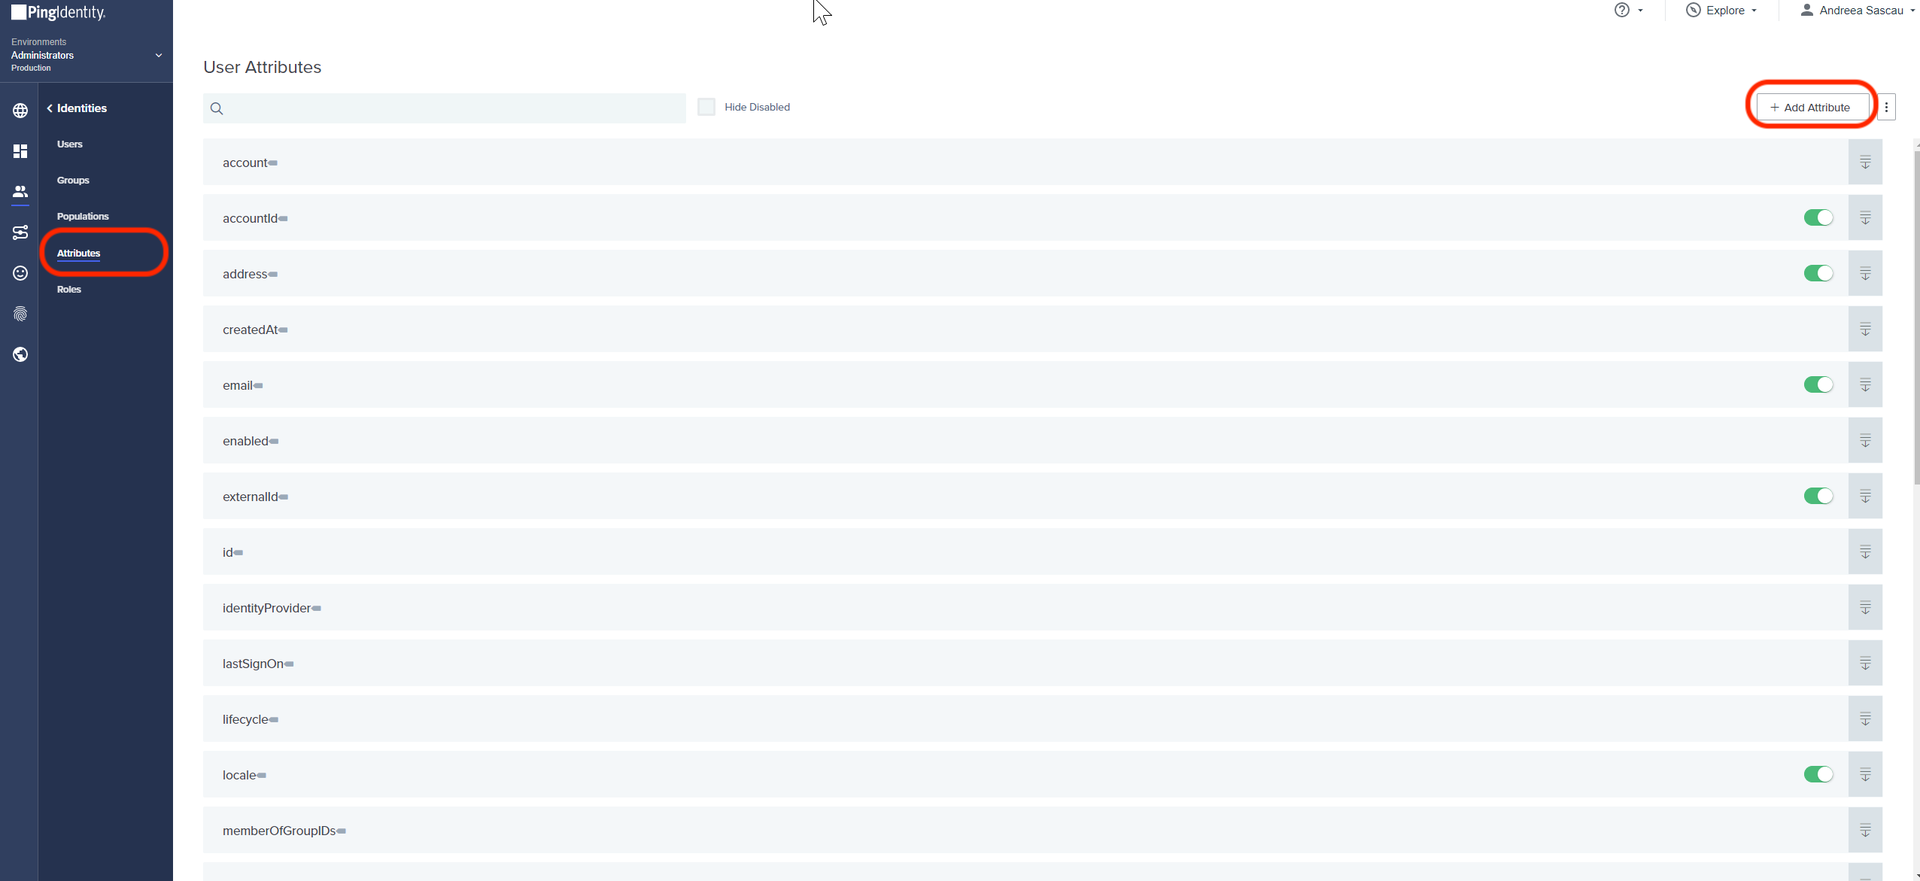 PingIdentity.
Explore
Andreea Sascau
Environments
Administrators
Production
User Attributes
Identities
Hide Disabled
+ Add Attribute
Users
Groups
Populations
Attributes
Roles
account
accountId
address
createdAt
email
enabled
externalId
id
identityProvider
lastSignOn
lifecycle
locale
memberOfGroupIDs